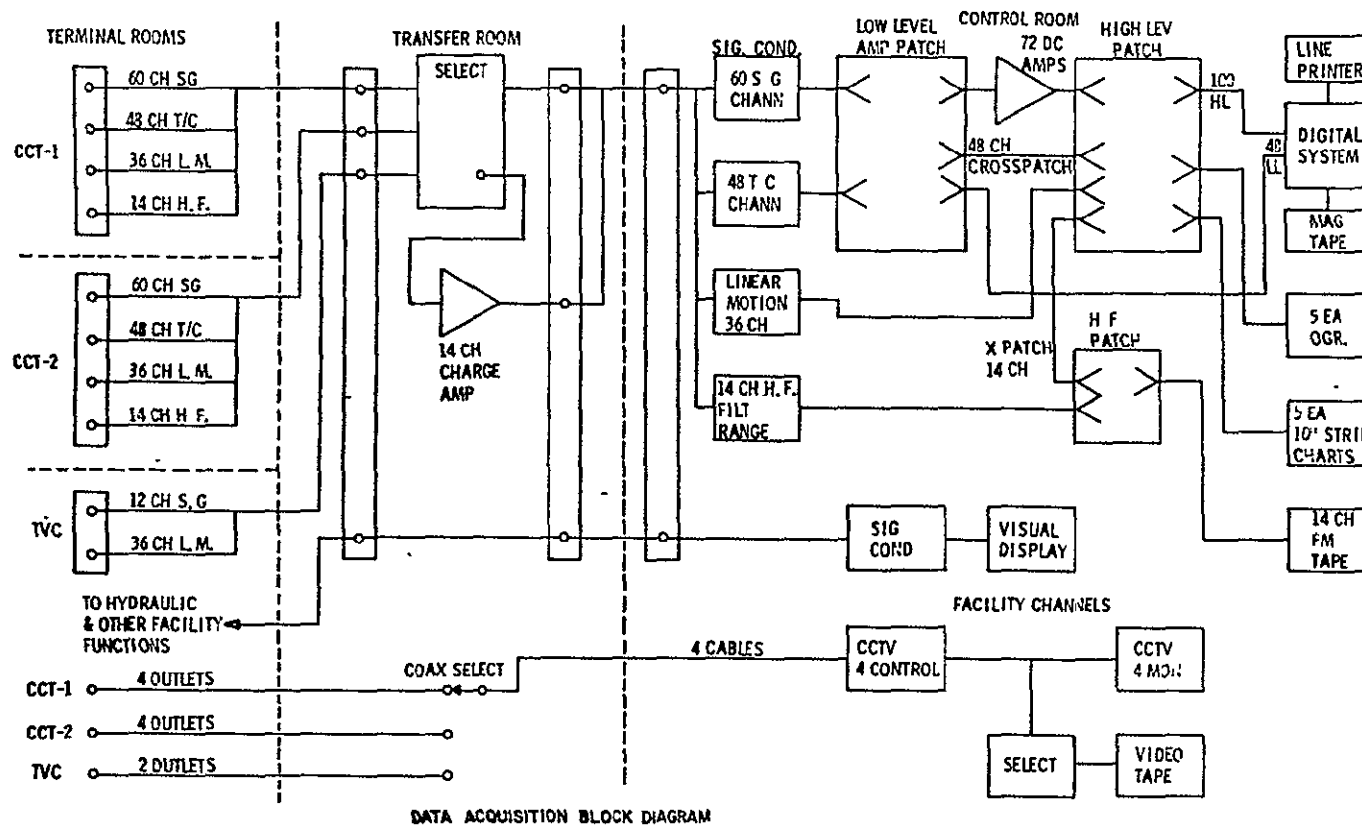 TERMINAL ROOMS
60 CH SG
48 CH T/C
CCT-1
36 CH L. M.
14 CH H. F.
60 CH SG
48 CH T/C
CCT-2
36 CH L. M.
14 CH H F.
12 CH S, G
TVC
36 CH L. M.
TO HYDRAULIC
& OTHER FACILITY
FUNCTIONS
CCT-1
4 OUTLETS
CCT-2
4 OUTLETS
TVC
2 OUTLETS
TRANSFER ROOM
SELECT
14 CH
CHARGE
AMP
COAX SELECT
4 CABLES
CONTROL ROOM
SIG. COND.
60 S G
CHANN
48 T C
CHANN
LINEAR
MOTION
36 CH
14 CH H. F.
FILT
RANGE
LOW LEVEL
AMP PATCH
72 DC
AMPS
48 CH
CROSSPATCH
HIGH LEV
PATCH
100
HL
LL
X PATCH
14 CH
H F
PATCH
LINE
PRINTER
DIGITAL
SYSTEM
MAG
TAPE
5 EA
OGR.
5 EA
10" STRI
CHARTS
14 CH
FM
TAPE
SIG
COND
VISUAL
DISPLAY
FACILITY CHANNELS
CCTV
4 CONTROL
CCTV
4 MON
SELECT
VIDEO
TAPE
DATA ACQUISITION BLOCK DIAGRAM